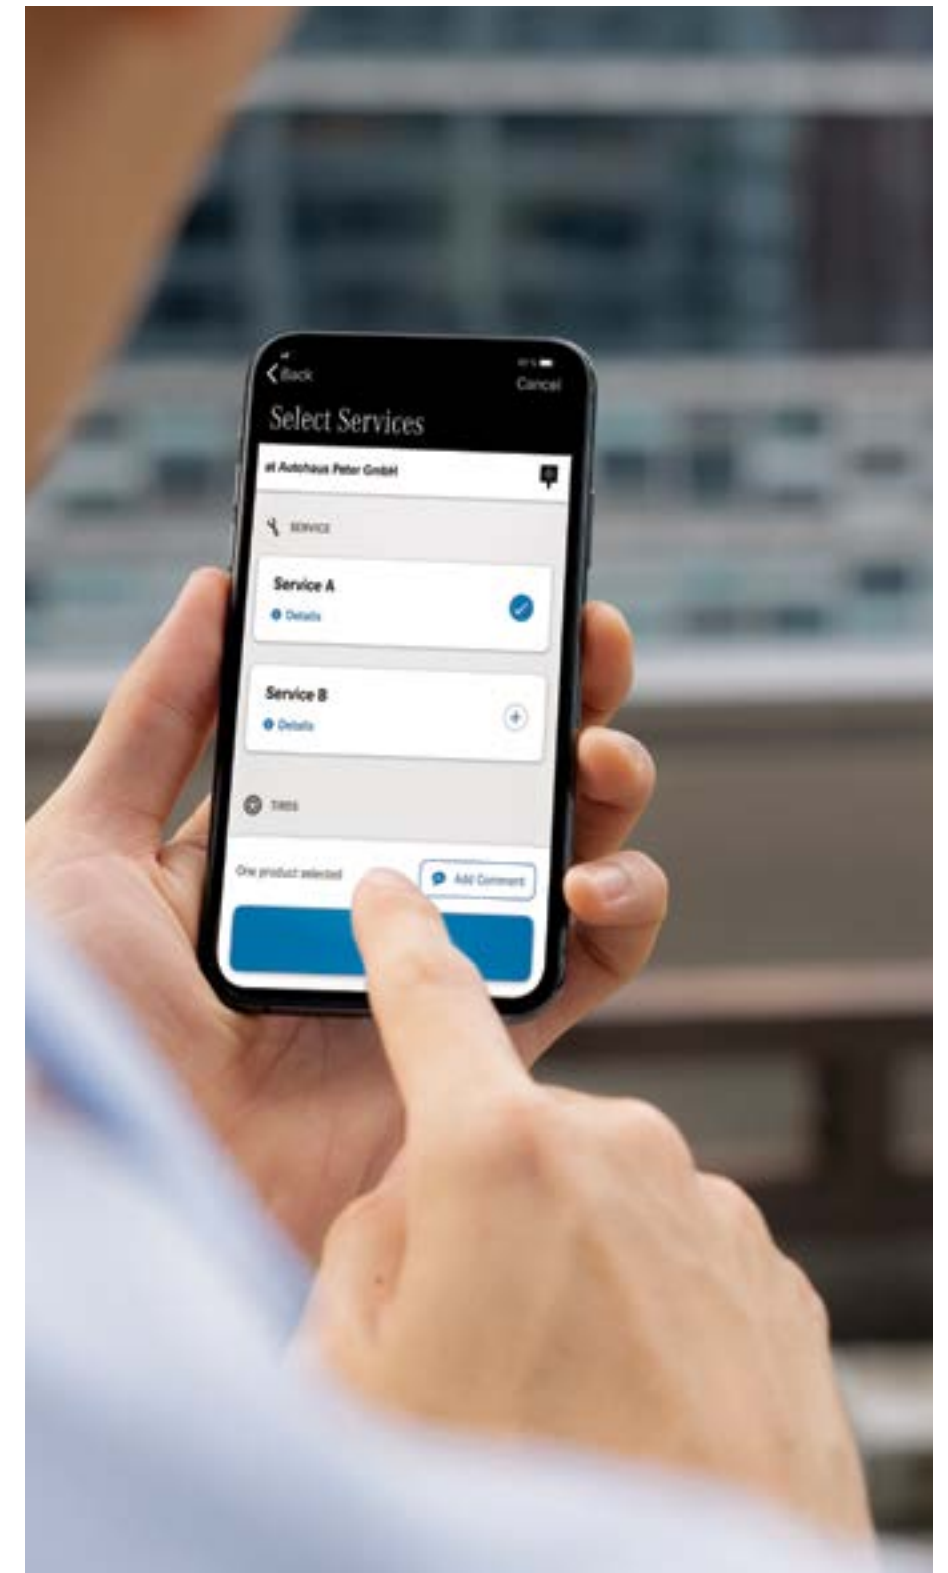 Back
Cancel
Select Services
at Autohaus Peter GmbH
SERVICE
Service A
Details
Service B
Details
TIRES
One product selected
Add Comment